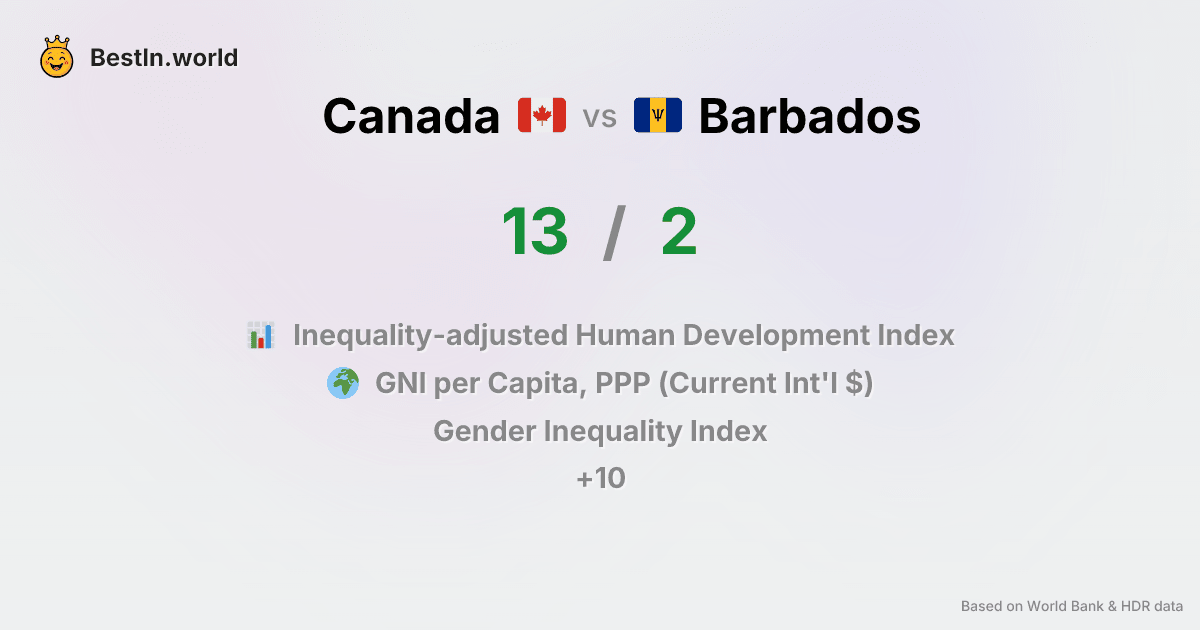 BestIn.world
Canada vs Barbados
13 / 2
Inequality-adjusted Human Development Index
GNI per Capita, PPP (Current Int'l $)
Gender Inequality Index
+10
Based on World Bank & HDR data